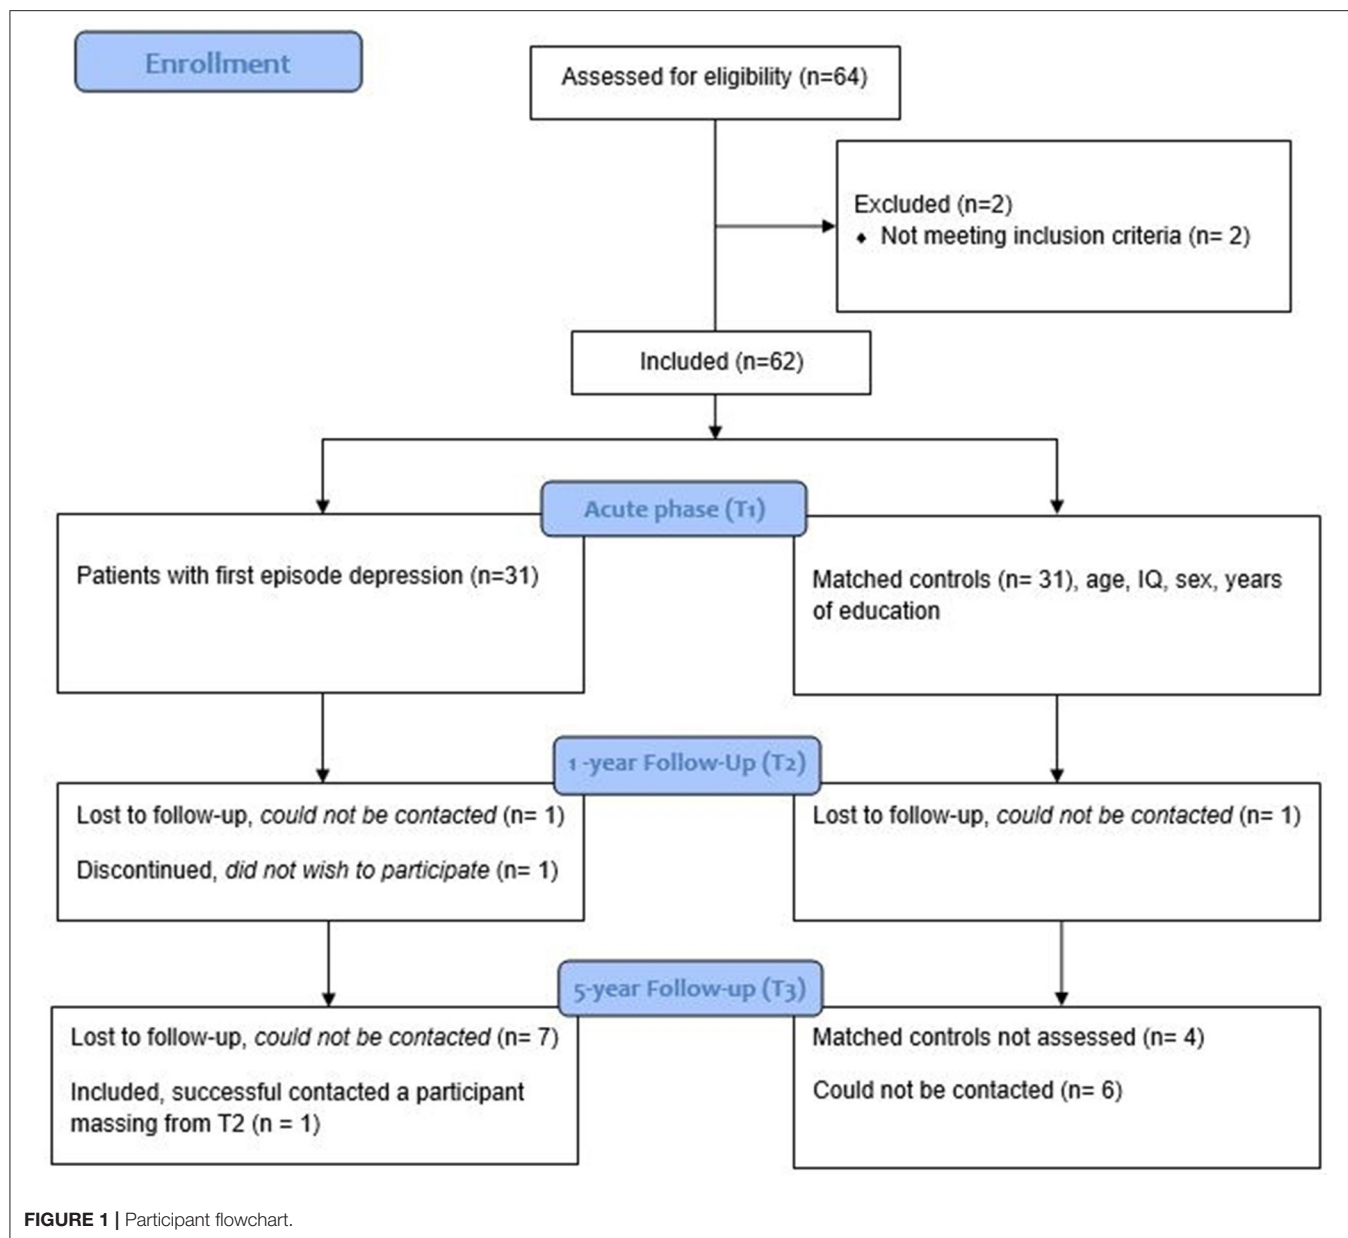 Enrollment
Assessed for eligibility (n=64)
Excluded (n=2)
♦ Not meeting inclusion criteria (n= 2)
Included (n=62)
Acute phase (T1)
Patients with first episode depression (n=31)
Matched controls (n= 31), age, IQ, sex, years
of education
1 -year Follow-Up (T2)
Lost to follow-up, could not be contacted (n= 1)
Discontinued, did not wish to participate (n= 1)
Lost to follow-up, could not be contacted (n= 1)
5-year Follow-up (T3)
Lost to follow-up, could not be contacted (n= 7)
Included, successful contacted a participant
massing from T2 (n = 1)
Matched controls not assessed (n= 4)
Could not be contacted (n= 6)
FIGURE 1 | Participant flowchart.